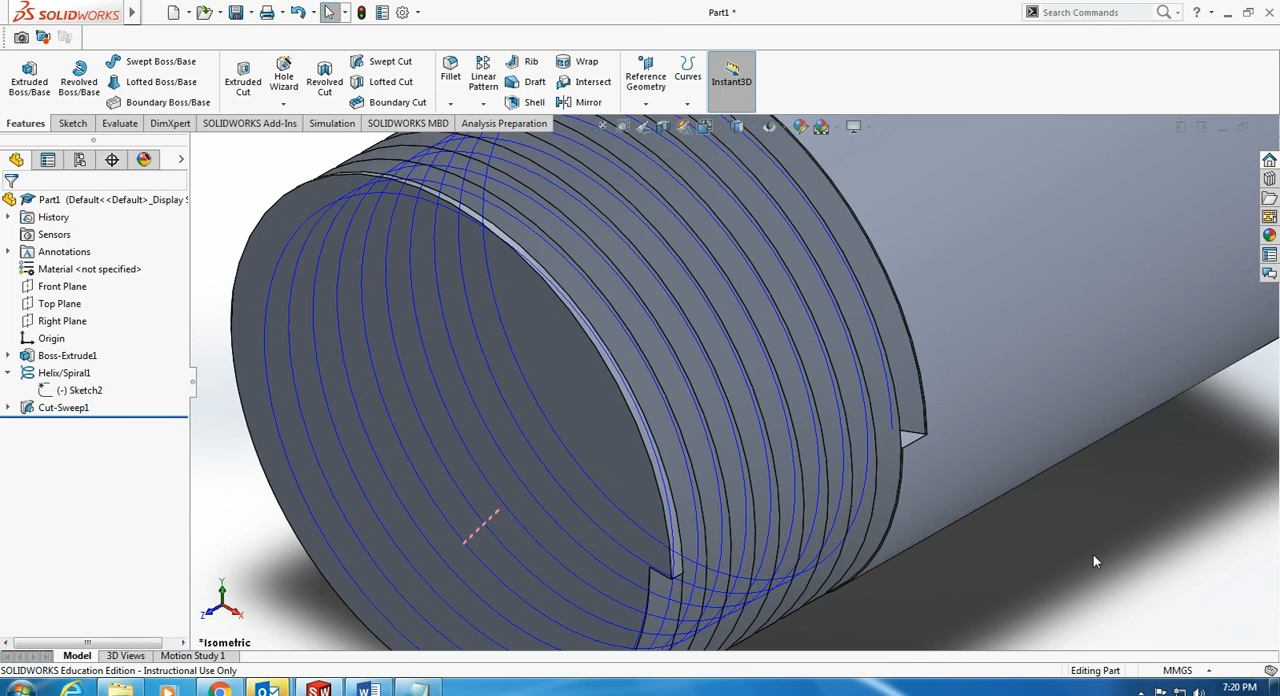 SOLIDWORKS
Part1 *
Search Commands
?
Extruded Boss/Base
Revolved Boss/Base
Swept Boss/Base
Lofted Boss/Base
Boundary Boss/Base
Extruded Cut
Hole Wizard
Revolved Cut
Swept Cut
Lofted Cut
Boundary Cut
Fillet
Linear Pattern
Rib
Draft
Shell
Wrap
Intersect
Mirror
Reference Geometry
Curves
Instant3D
Features
Sketch
Evaluate
DimXpert
SOLIDWORKS Add-Ins
Simulation
SOLIDWORKS MBD
Analysis Preparation
Part1 (Default<<Default>_Display S
History
Sensors
Annotations
Material <not specified>
Front Plane
Top Plane
Right Plane
Origin
Boss-Extrude1
Helix/Spiral1
(-) Sketch2
Cut-Sweep1
Y
Z
X
*Isometric
Model
3D Views
Motion Study 1
SOLIDWORKS Education Edition - Instructional Use Only
Editing Part
MMGS
7:20 PM